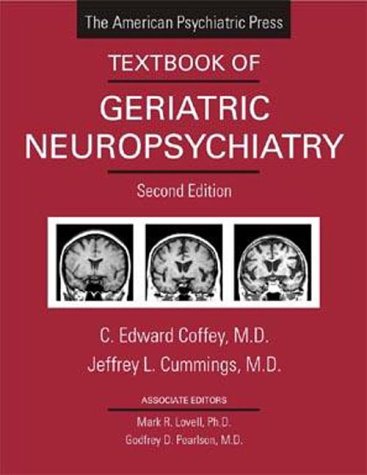 The American Psychiatric Press
TEXTBOOK OF
GERIATRIC
NEUROPSYCHIATRY
Second Edition
C. Edward Coffey, M.D.
Jeffrey L. Cummings, M.D.
ASSOCIATE EDITORS
Mark R. Lovell, Ph.D.
Godfrey D. Pearlson, M.D.